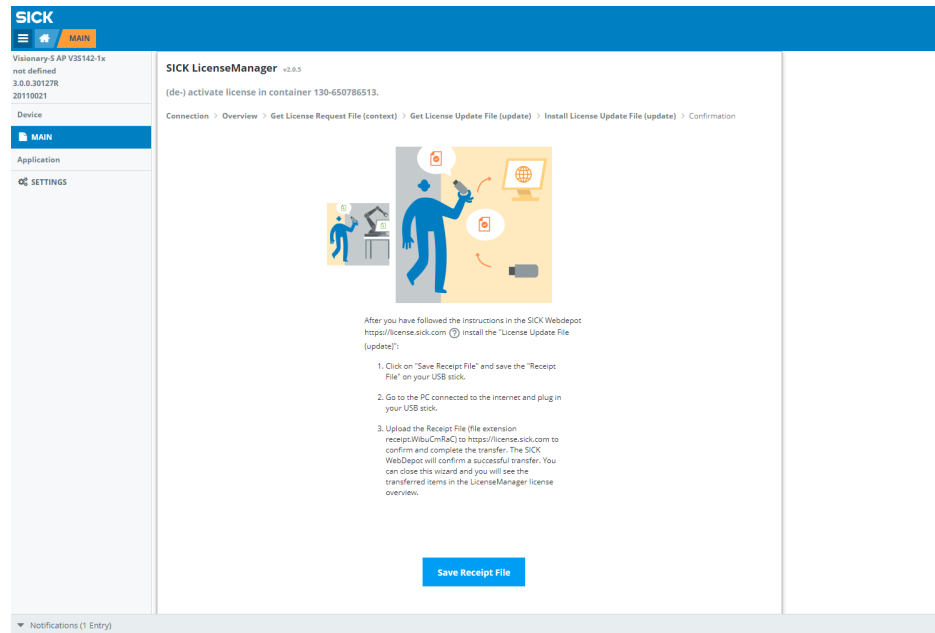 SICK
MAIN
Visionary-S AP V3S142-1x
not defined
3.0.0.30127R
20110021
Device
MAIN
Application
SETTINGS
SICK LicenseManager v2.0.5
(de-) activate license in container 130-650786513.
Connection > Overview > Get License Request File (context) > Get License Update File (update) > Install License Update File (update) > Confirmation
After you have followed the instructions in the SICK Webdepot
https://license.sick.com ? install the "License Update File
(update)":
1. Click on "Save Receipt File" and save the "Receipt
File" on your USB stick.
2. Go to the PC connected to the internet and plug in
your USB stick.
3. Upload the Receipt File (file extension
receipt.WibuCmRaC) to https://license.sick.com to
confirm and complete the transfer. The SICK
WebDepot will confirm a successful transfer. You
can close this wizard and you will see the
transferred items in the LicenseManager license
overview.
Save Receipt File
Notifications (1 Entry)